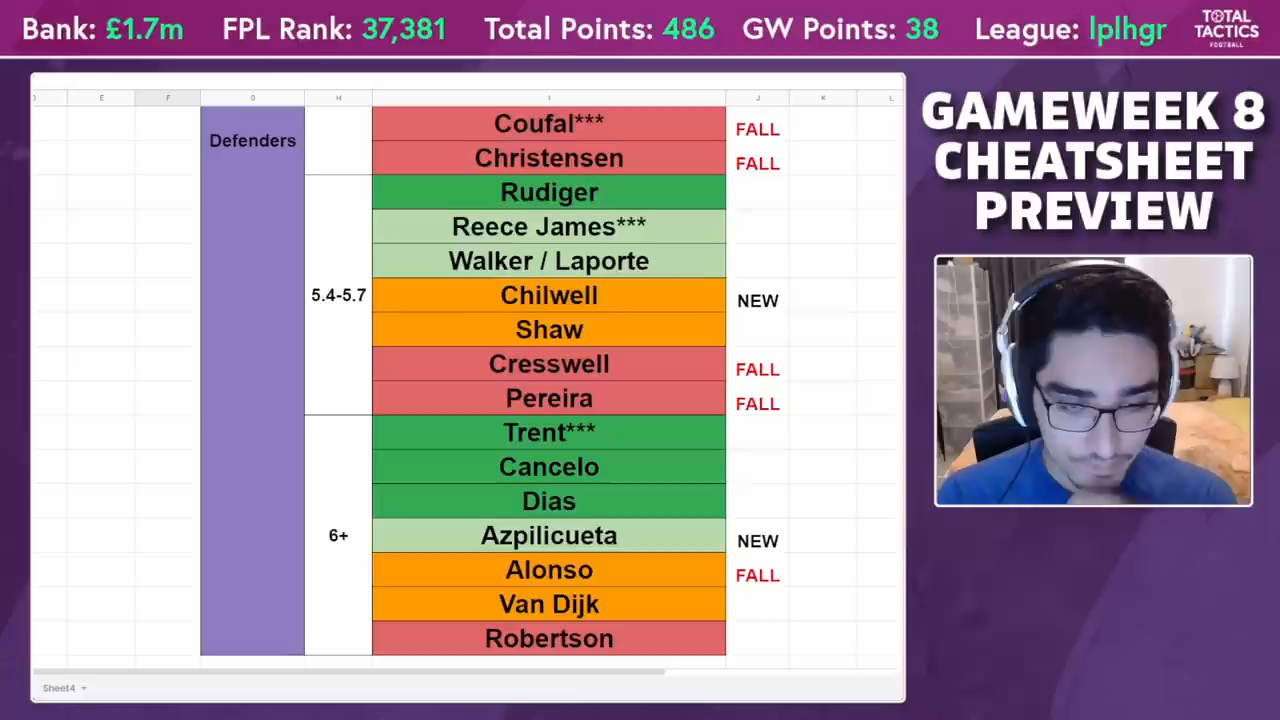 Bank: £1.7m FPL Rank: 37,381 Total Points: 486 GW Points: 38 League: lplhgr
TOTAL
TACTICS
FOOTBALL
GAMEWEEK 8
CHEATSHEET
PREVIEW
E F G H I J K L
Defenders
Coufal*** FALL
Christensen FALL
5.4-5.7
Rudiger
Reece James***
Walker / Laporte
Chilwell NEW
Shaw
Cresswell FALL
Pereira FALL
6+
Trent***
Cancelo
Dias
Azpilicueta NEW
Alonso FALL
Van Dijk
Robertson
Sheet4